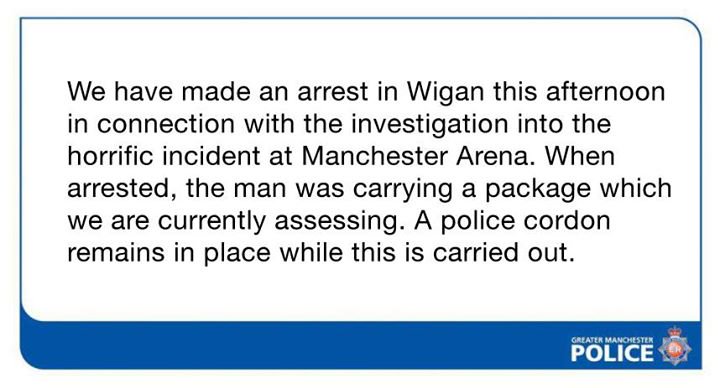 We have made an arrest in Wigan this afternoon
in connection with the investigation into the
horrific incident at Manchester Arena. When
arrested, the man was carrying a package which
we are currently assessing. A police cordon
remains in place while this is carried out.
GREATER MANCHESTER
POLICE